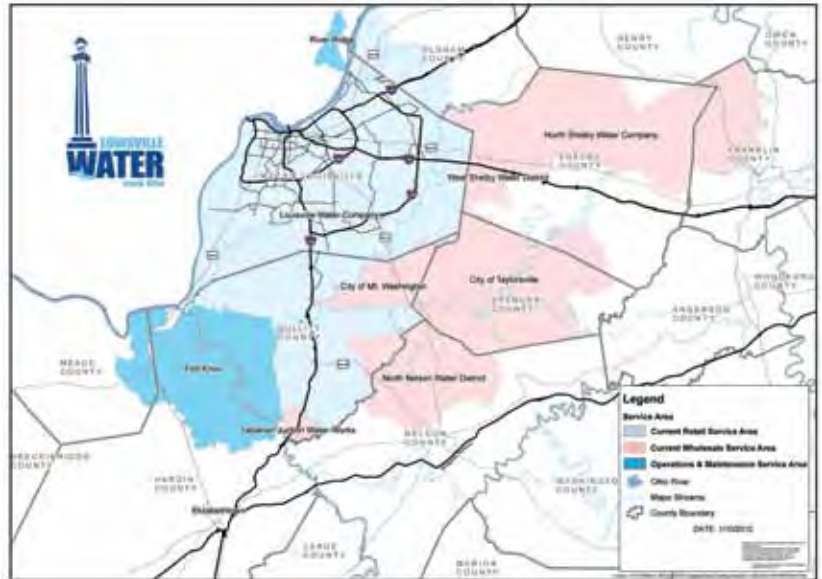 River Ridge
OLDHAM
COUNTY
HENRY
COUNTY
OWEN
COUNTY
LOUISVILLE
WATER
North Shelby Water Company
SHELBY
COUNTY
FRANKLIN
COUNTY
West Shelby Water District
Louisville Water Company
City of Mt. Washington
City of Taylorsville
SPENCER
COUNTY
WOODFORD
COUNTY
ANDERSON
COUNTY
BULLITT
COUNTY
MEADE
COUNTY
Fort Knox
North Nelson Water District
Lebanon Junction Water Works
NELSON
COUNTY
BRECKINRIDGE
COUNTY
HARDIN
COUNTY
WASHINGTON
COUNTY
Elizabethtown
LARUE
COUNTY
MARION
COUNTY
Legend
Service Area
Current Retail Service Area
Current Wholesale Service Area
Operations & Maintenance Service Area
Ohio River
Major Streams
County Boundary